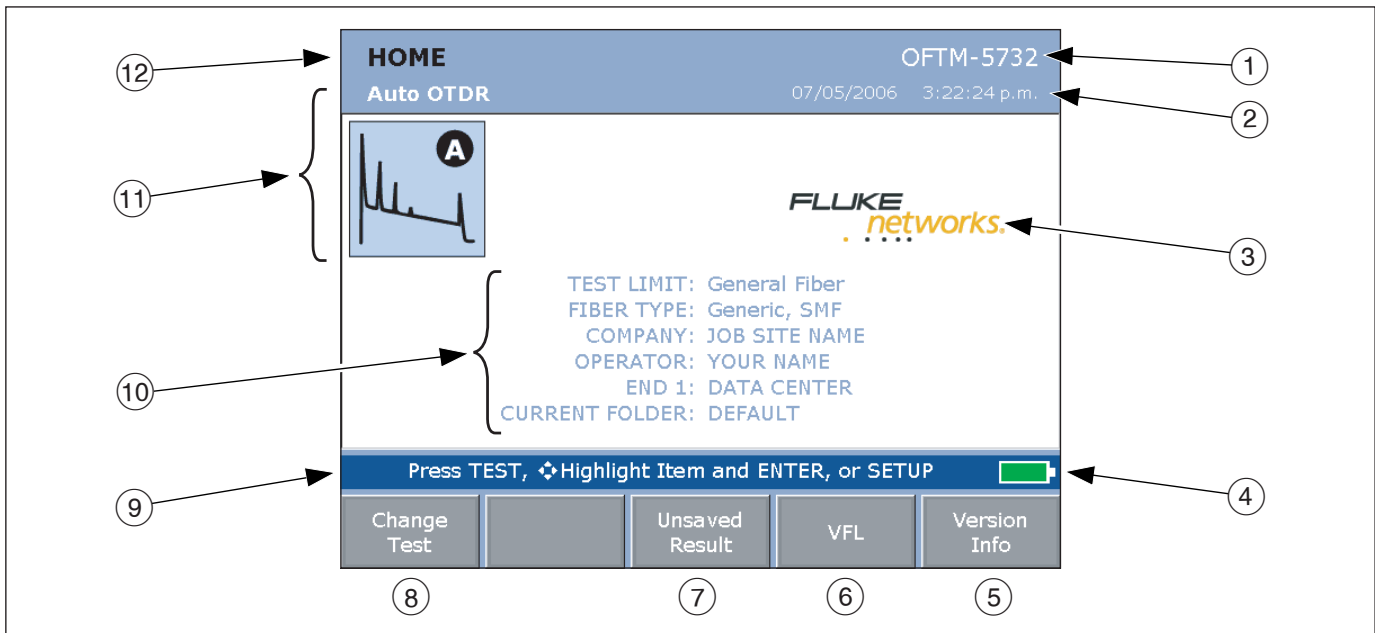 HOME
OFTM-5732
Auto OTDR
07/05/2006 3:22:24 p.m.
A
FLUKE
networks.
TEST LIMIT: General Fiber
FIBER TYPE: Generic, SMF
COMPANY: JOB SITE NAME
OPERATOR: YOUR NAME
END 1: DATA CENTER
CURRENT FOLDER: DEFAULT
Press TEST, Highlight Item and ENTER, or SETUP
Change Test
Unsaved Result
VFL
Version Info
1
2
3
4
5
6
7
8
9
10
11
12